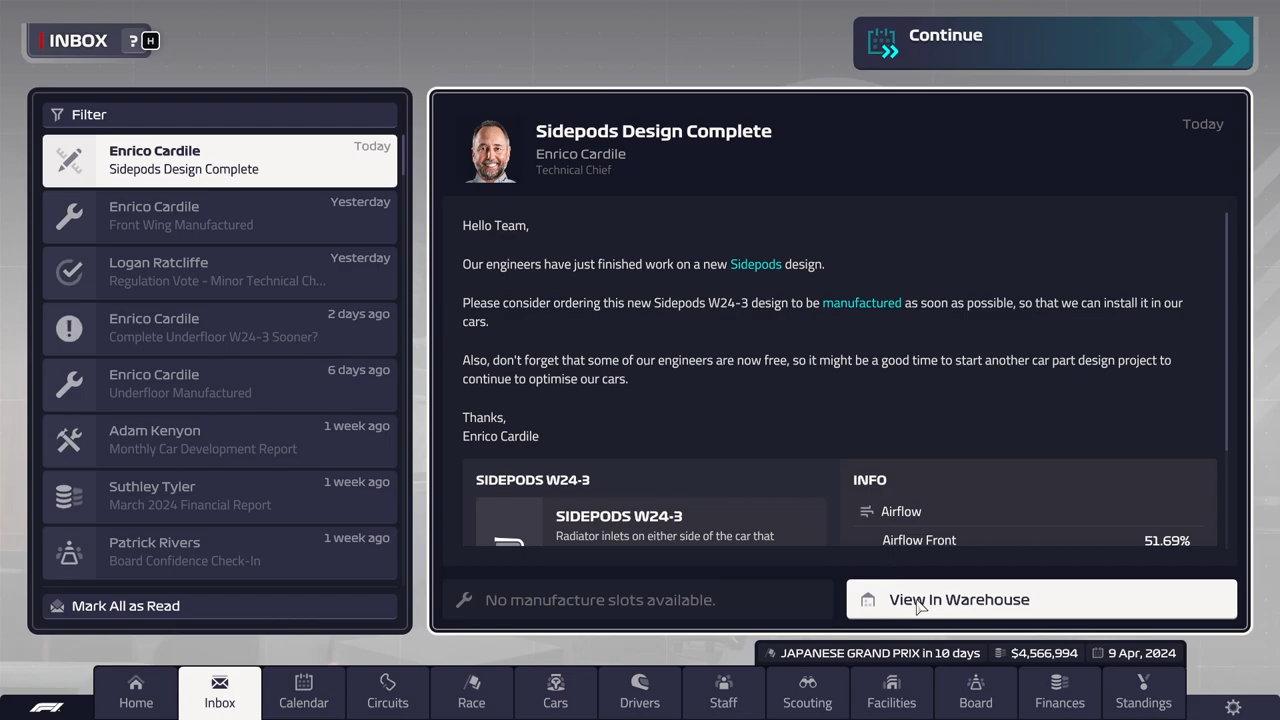 INBOX ? H
Continue
Filter
Enrico Cardile Today
Sidepods Design Complete
Enrico Cardile Yesterday
Front Wing Manufactured
Logan Ratcliffe Yesterday
Regulation Vote - Minor Technical Ch...
Enrico Cardile 2 days ago
Complete Underfloor W24-3 Sooner?
Enrico Cardile 6 days ago
Underfloor Manufactured
Adam Kenyon 1 week ago
Monthly Car Development Report
Suthley Tyler 1 week ago
March 2024 Financial Report
Patrick Rivers 1 week ago
Board Confidence Check-In
Mark All as Read
Sidepods Design Complete Today
Enrico Cardile
Technical Chief
Hello Team,
Our engineers have just finished work on a new Sidepods design.
Please consider ordering this new Sidepods W24-3 design to be manufactured as soon as possible, so that we can install it in our
cars.
Also, don't forget that some of our engineers are now free, so it might be a good time to start another car part design project to
continue to optimise our cars.
Thanks,
Enrico Cardile
SIDEPODS W24-3
SIDEPODS W24-3
Radiator inlets on either side of the car that
INFO
Airflow
Airflow Front 51.69%
No manufacture slots available.
View In Warehouse
JAPANESE GRAND PRIX in 10 days $4,566,994 9 Apr, 2024
Home Inbox Calendar Circuits Race Cars Drivers Staff Scouting Facilities Board Finances Standings